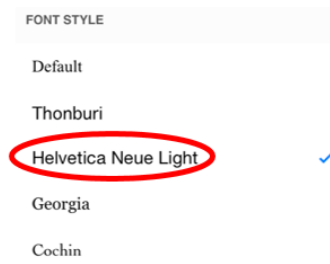 FONT STYLE
Default
Thonburi
Helvetica Neue Light
Georgia
Cochin